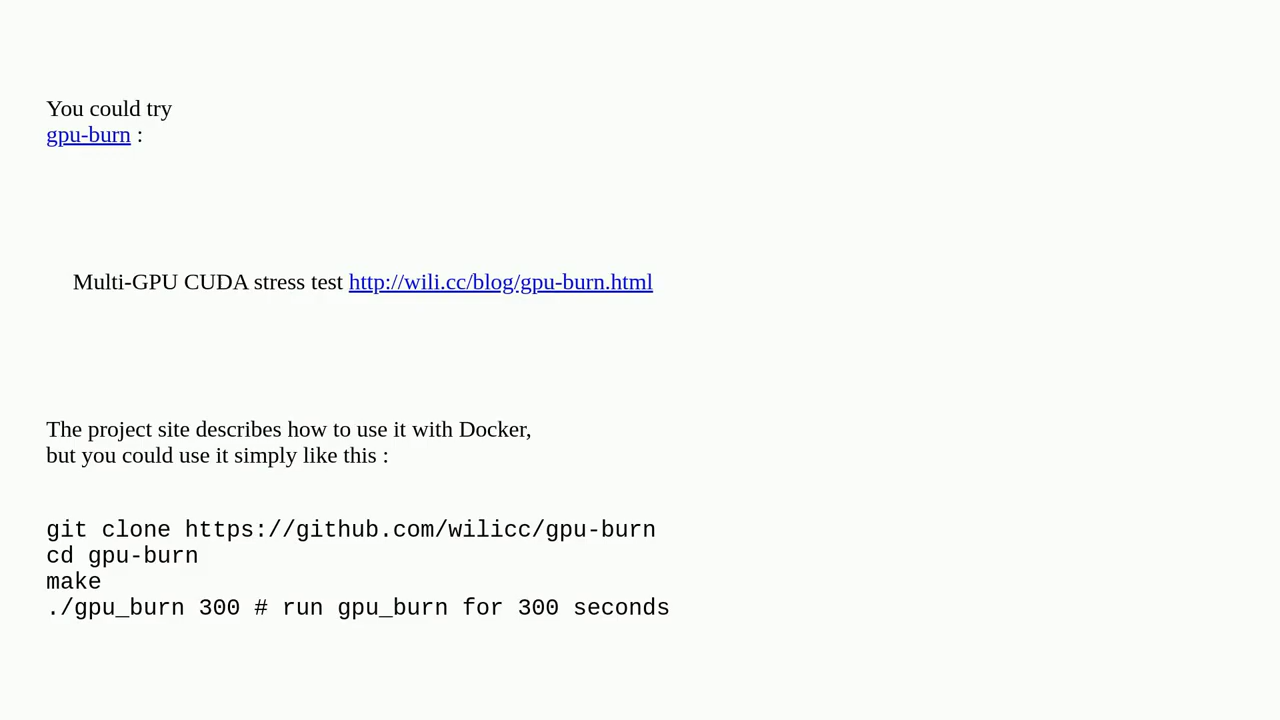 You could try
gpu-burn :
Multi-GPU CUDA stress test http://wili.cc/blog/gpu-burn.html
The project site describes how to use it with Docker,
but you could use it simply like this :
git clone https://github.com/wilicc/gpu-burn
cd gpu-burn
make
./gpu_burn 300 # run gpu_burn for 300 seconds